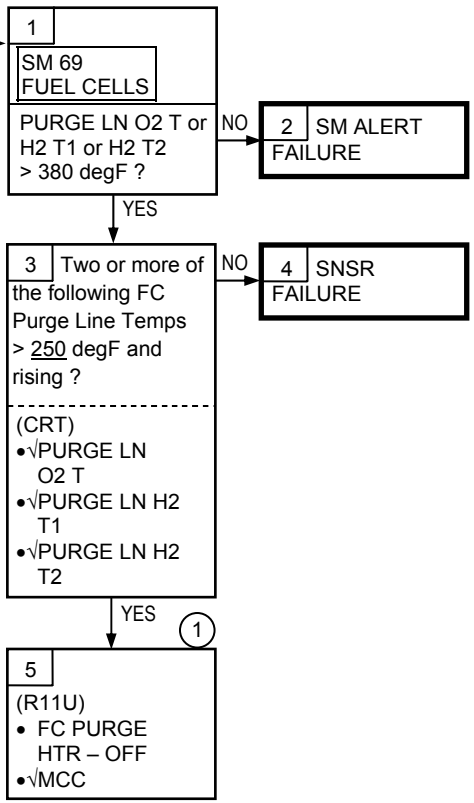 1
SM 69
FUEL CELLS
PURGE LN O2 T or
H2 T1 or H2 T2
> 380 degF ?
NO
2 SM ALERT
FAILURE
YES
3 Two or more of
the following FC
Purge Line Temps
> 250 degF and
rising ?
NO
4 SNSR
FAILURE
(CRT)
•√PURGE LN
O2 T
•√PURGE LN H2
T1
•√PURGE LN H2
T2
YES
1
5
(R11U)
• FC PURGE
HTR – OFF
•√MCC